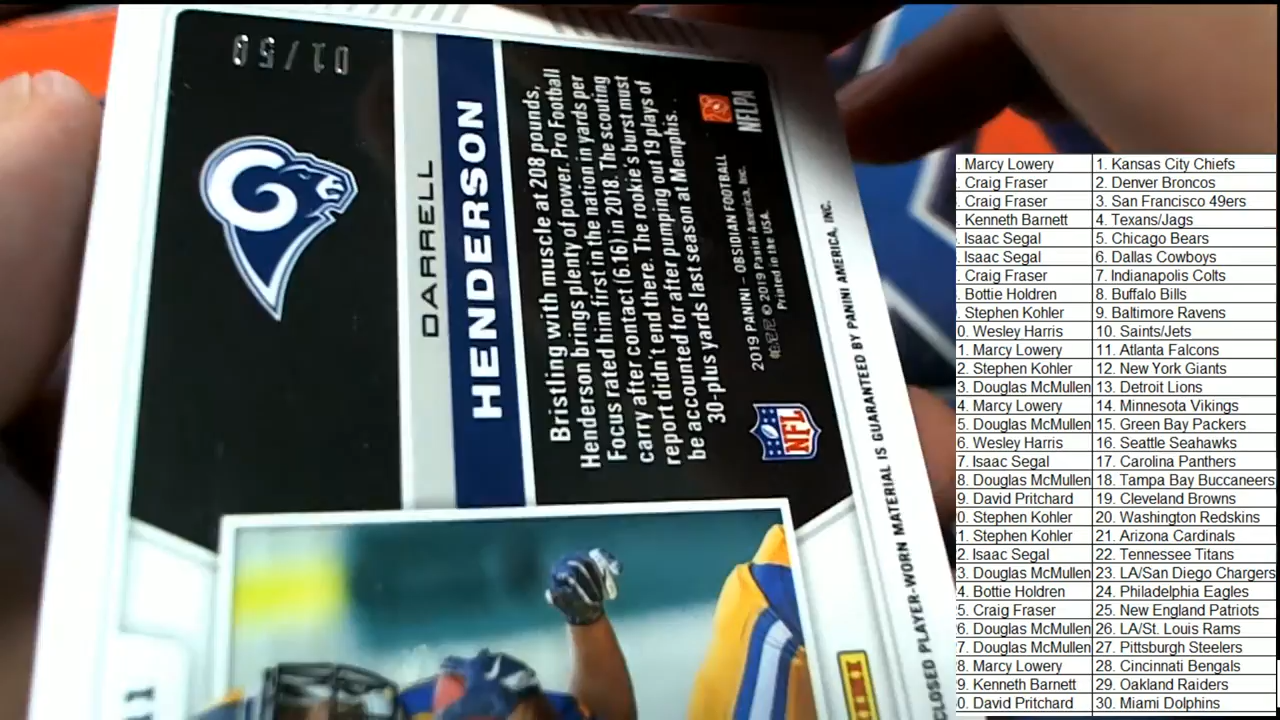 01/50
DARRELL
HENDERSON
Bristling with muscle at 208 pounds,
Henderson brings plenty of power. Pro Football
Focus rated him first in the nation in yards per
carry after contact (6.16) in 2018. The scouting
report didn't end there. The rookie's burst must
be accounted for after pumping out 19 plays of
30-plus yards last season at Memphis.
NFL
NFLPA
2019 PANINI – OBSIDIAN FOOTBALL
帕尼尼 © 2019 Panini America, Inc.
Printed in the USA.
CLOSED PLAYER-WORN MATERIAL IS GUARANTEED BY PANINI AMERICA, INC.
PANINI
. Marcy Lowery 1. Kansas City Chiefs
. Craig Fraser 2. Denver Broncos
. Craig Fraser 3. San Francisco 49ers
. Kenneth Barnett 4. Texans/Jags
. Isaac Segal 5. Chicago Bears
. Isaac Segal 6. Dallas Cowboys
. Craig Fraser 7. Indianapolis Colts
. Bottie Holdren 8. Buffalo Bills
. Stephen Kohler 9. Baltimore Ravens
0. Wesley Harris 10. Saints/Jets
1. Marcy Lowery 11. Atlanta Falcons
2. Stephen Kohler 12. New York Giants
3. Douglas McMullen 13. Detroit Lions
4. Marcy Lowery 14. Minnesota Vikings
5. Douglas McMullen 15. Green Bay Packers
6. Wesley Harris 16. Seattle Seahawks
7. Isaac Segal 17. Carolina Panthers
8. Douglas McMullen 18. Tampa Bay Buccaneers
9. David Pritchard 19. Cleveland Browns
0. Stephen Kohler 20. Washington Redskins
1. Stephen Kohler 21. Arizona Cardinals
2. Isaac Segal 22. Tennessee Titans
3. Douglas McMullen 23. LA/San Diego Chargers
4. Bottie Holdren 24. Philadelphia Eagles
5. Craig Fraser 25. New England Patriots
6. Douglas McMullen 26. LA/St. Louis Rams
7. Douglas McMullen 27. Pittsburgh Steelers
8. Marcy Lowery 28. Cincinnati Bengals
9. Kenneth Barnett 29. Oakland Raiders
0. David Pritchard 30. Miami Dolphins